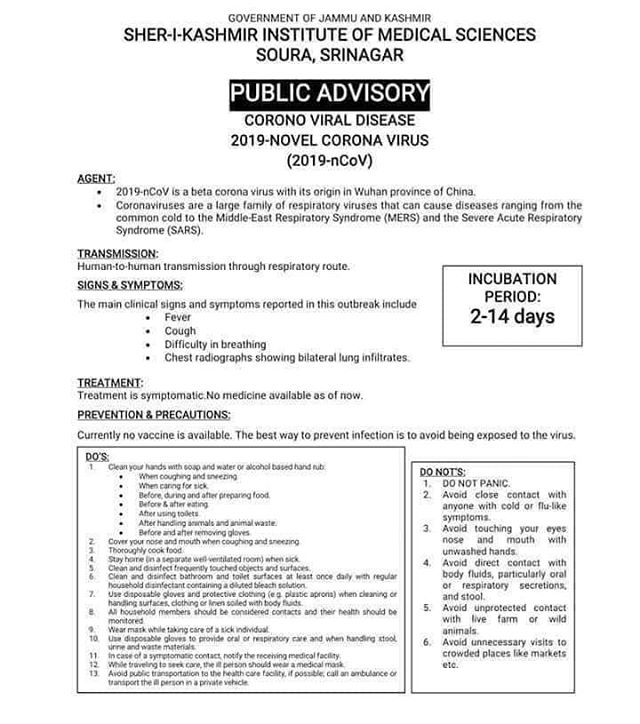 GOVERNMENT OF JAMMU AND KASHMIR
SHER-I-KASHMIR INSTITUTE OF MEDICAL SCIENCES
SOURA, SRINAGAR
PUBLIC ADVISORY
CORONO VIRAL DISEASE
2019-NOVEL CORONA VIRUS
(2019-nCoV)
AGENT:
• 2019-nCoV is a beta corona virus with its origin in Wuhan province of China.
• Coronaviruses are a large family of respiratory viruses that can cause diseases ranging from the
common cold to the Middle-East Respiratory Syndrome (MERS) and the Severe Acute Respiratory
Syndrome (SARS).
TRANSMISSION:
Human-to-human transmission through respiratory route.
SIGNS & SYMPTOMS:
The main clinical signs and symptoms reported in this outbreak include
• Fever
• Cough
• Difficulty in breathing
• Chest radiographs showing bilateral lung infiltrates.
INCUBATION
PERIOD:
2-14 days
TREATMENT:
Treatment is symptomatic.No medicine available as of now.
PREVENTION & PRECAUTIONS:
Currently no vaccine is available. The best way to prevent infection is to avoid being exposed to the virus.
DO'S:
1. Clean your hands with soap and water or alcohol based hand rub:
• When coughing and sneezing.
• When caring for sick.
• Before, during and after preparing food.
• Before & after eating.
• After using toilets.
• After handling animals and animal waste.
• Before and after removing gloves.
2. Cover your nose and mouth when coughing and sneezing.
3. Thoroughly cook food.
4. Stay home (in a separate well-ventilated room) when sick.
5. Clean and disinfect frequently touched objects and surfaces.
6. Clean and disinfect bathroom and toilet surfaces at least once daily with regular
household disinfectant containing a diluted bleach solution.
7. Use disposable gloves and protective clothing (e.g. plastic aprons) when cleaning or
handling surfaces, clothing or linen soiled with body fluids.
8. All household members should be considered contacts and their health should be
monitored.
9. Wear mask while taking care of a sick individual.
10. Use disposable gloves to provide oral or respiratory care and when handling stool,
urine and waste materials.
11. In case of a symptomatic contact, notify the receiving medical facility.
12. While traveling to seek care, the ill person should wear a medical mask.
13. Avoid public transportation to the health care facility, if possible; call an ambulance or
transport the ill person in a private vehicle.
DO NOT'S:
1. DO NOT PANIC.
2. Avoid close contact with
anyone with cold or flu-like
symptoms.
3. Avoid touching your eyes
nose and mouth with
unwashed hands.
4. Avoid direct contact with
body fluids, particularly oral
or respiratory secretions,
and stool.
5. Avoid unprotected contact
with live farm or wild
animals.
6. Avoid unnecessary visits to
crowded places like markets
etc.